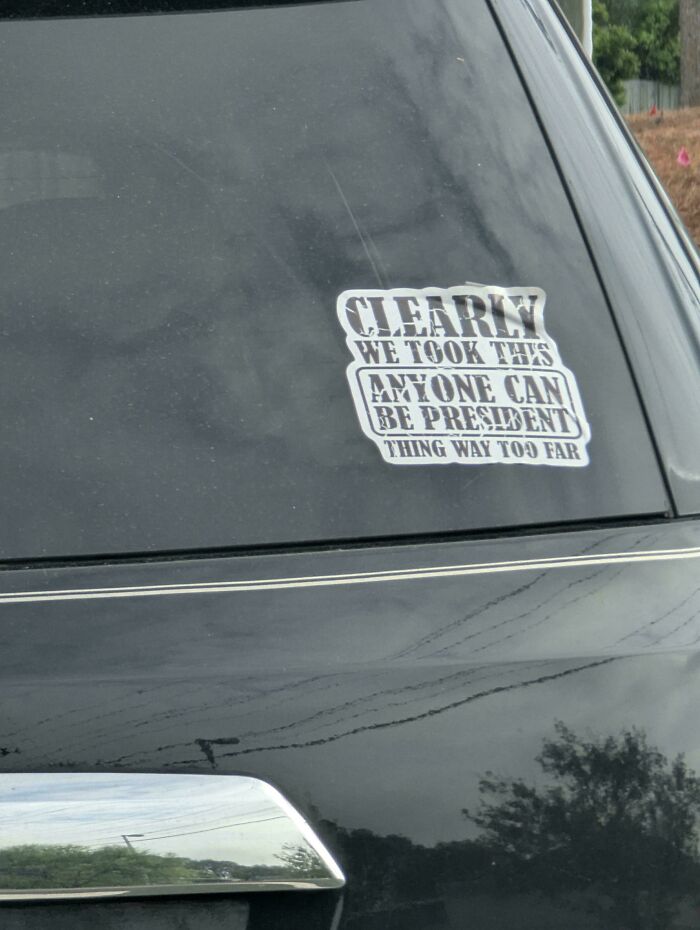 CLEARLY
WE TOOK THIS
ANYONE CAN
BE PRESIDENT
THING WAY TOO FAR